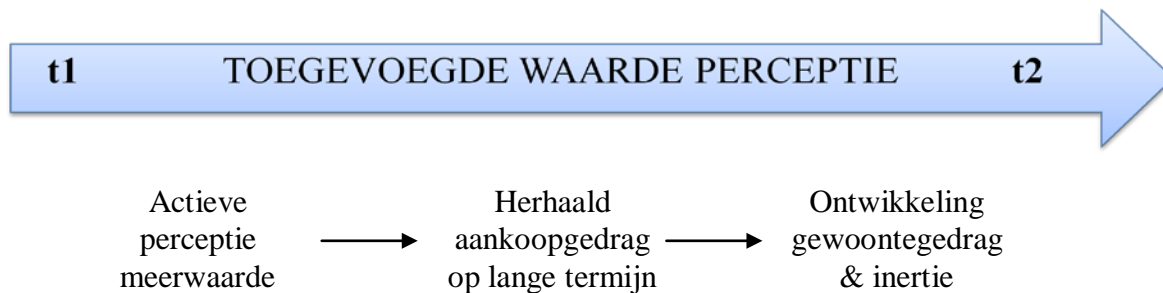 t1 TOEGEVOEGDE WAARDE PERCEPTIE t2
Actieve
perceptie
meerwaarde
Herhaald
aankoopgedrag
op lange termijn
Ontwikkeling
gewoontegedrag
& inertie